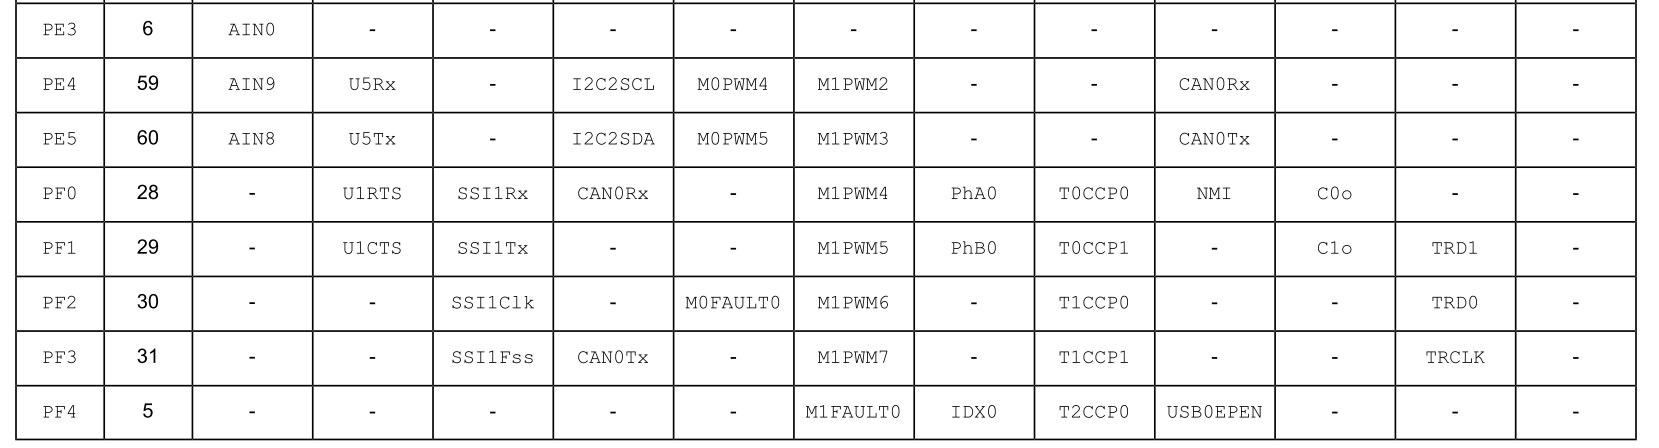 PE3 6 AIN0 - - - - - - - - - - -
PE4 59 AIN9 U5Rx - I2C2SCL M0PWM4 M1PWM2 - - CAN0Rx - - -
PE5 60 AIN8 U5Tx - I2C2SDA M0PWM5 M1PWM3 - - CAN0Tx - - -
PF0 28 - U1RTS SSI1Rx CAN0Rx - M1PWM4 PhA0 T0CCP0 NMI C0o - -
PF1 29 - U1CTS SSI1Tx - - M1PWM5 PhB0 T0CCP1 - C1o TRD1 -
PF2 30 - - SSI1Clk - M0FAULT0 M1PWM6 - T1CCP0 - - TRD0 -
PF3 31 - - SSI1Fss CAN0Tx - M1PWM7 - T1CCP1 - - TRCLK -
PF4 5 - - - - - M1FAULT0 IDX0 T2CCP0 USB0EPEN - - -